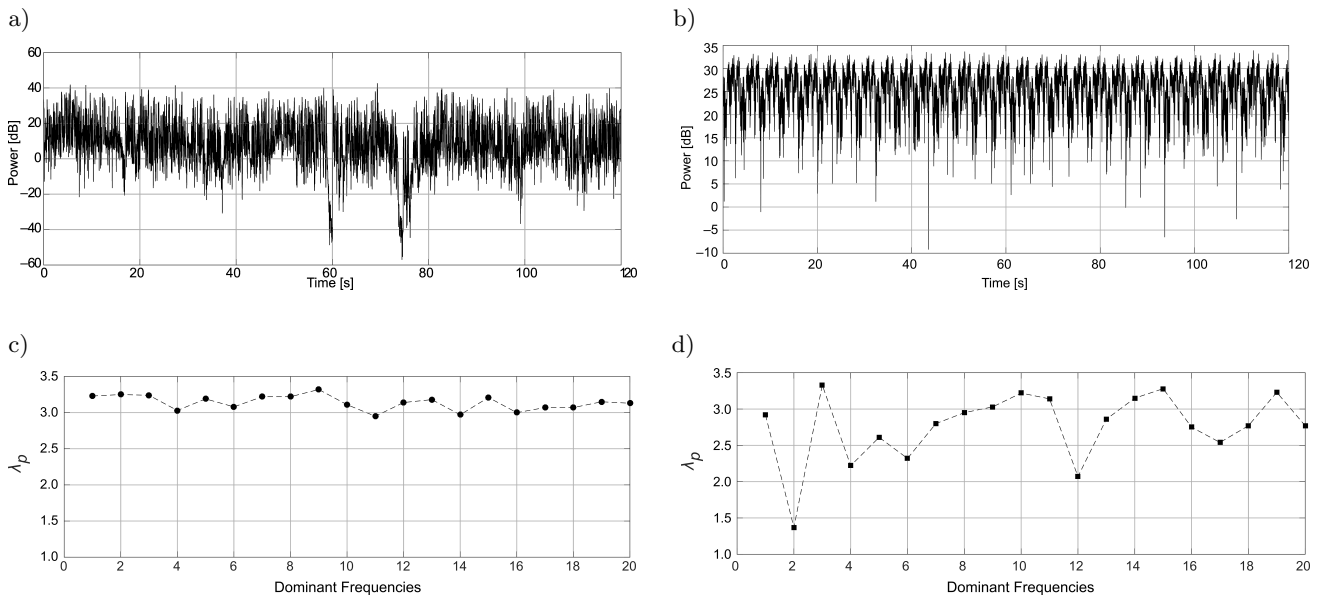 a)
b)
60
40
20
0
–20
–40
–60
Power [dB]
0 20 40 60 80 100 120
Time [s]
35
30
25
20
15
10
5
0
–5
–10
Power [dB]
0 20 40 60 80 100 120
Time [s]
c)
d)
3.5
3.0
2.5
2.0
1.5
1.0
λp
0 2 4 6 8 10 12 14 16 18 20
Dominant Frequencies
3.5
3.0
2.5
2.0
1.5
1.0
λp
0 2 4 6 8 10 12 14 16 18 20
Dominant Frequencies